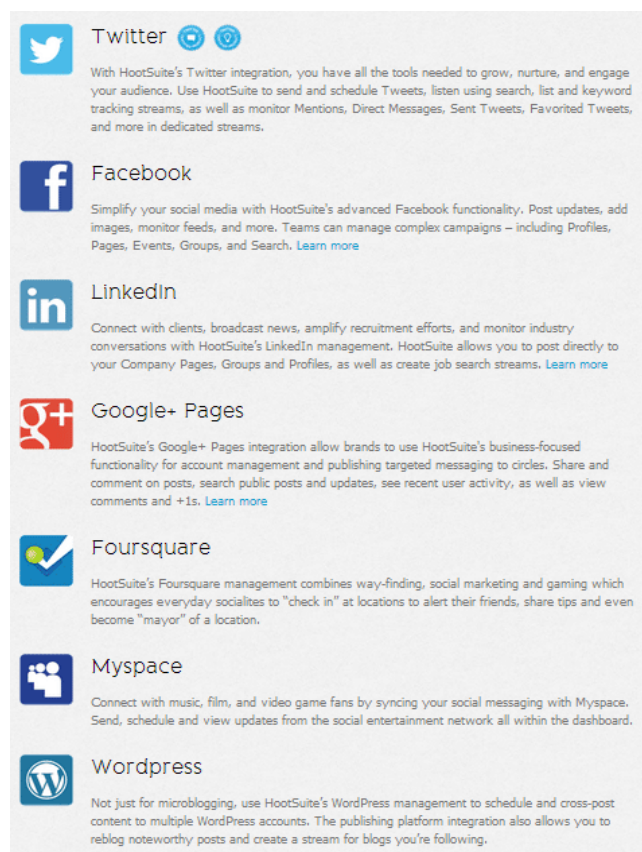 Twitter
With HootSuite's Twitter integration, you have all the tools needed to grow, nurture, and engage
your audience. Use HootSuite to send and schedule Tweets, listen using search, list and keyword
tracking streams, as well as monitor Mentions, Direct Messages, Sent Tweets, Favorited Tweets,
and more in dedicated streams.
f
Facebook
Simplify your social media with HootSuite's advanced Facebook functionality. Post updates, add
images, monitor feeds, and more. Teams can manage complex campaigns – including Profiles,
Pages, Events, Groups, and Search. Learn more
in
LinkedIn
Connect with clients, broadcast news, amplify recruitment efforts, and monitor industry
conversations with HootSuite's LinkedIn management. HootSuite allows you to post directly to
your Company Pages, Groups and Profiles, as well as create job search streams. Learn more
g+
Google+ Pages
HootSuite's Google+ Pages integration allow brands to use HootSuite's business-focused
functionality for account management and publishing targeted messaging to circles. Share and
comment on posts, search public posts and updates, see recent user activity, as well as view
comments and +1s. Learn more
Foursquare
HootSuite's Foursquare management combines way-finding, social marketing and gaming which
encourages everyday socialites to "check in" at locations to alert their friends, share tips and even
become "mayor" of a location.
Myspace
Connect with music, film, and video game fans by syncing your social messaging with Myspace.
Send, schedule and view updates from the social entertainment network all within the dashboard.
W
Wordpress
Not just for microblogging, use HootSuite's WordPress management to schedule and cross-post
content to multiple WordPress accounts. The publishing platform integration also allows you to
reblog noteworthy posts and create a stream for blogs you're following.